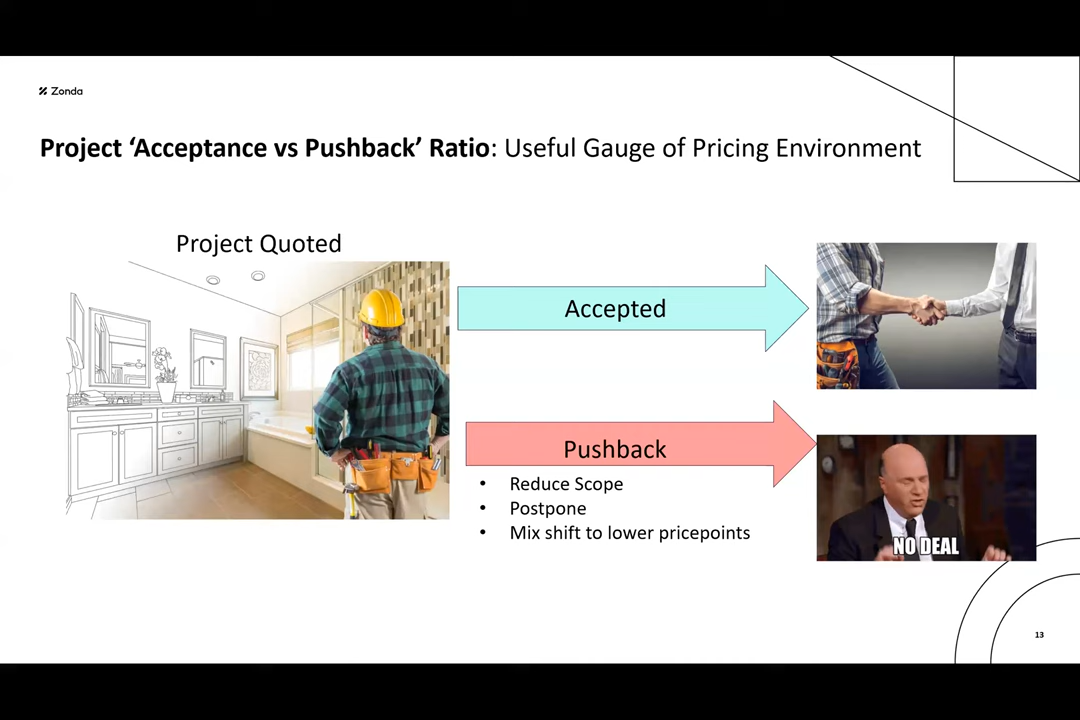 Zonda
Project ‘Acceptance vs Pushback’ Ratio: Useful Gauge of Pricing Environment
Project Quoted
Accepted
Pushback
• Reduce Scope
• Postpone
• Mix shift to lower pricepoints
NO DEAL
13